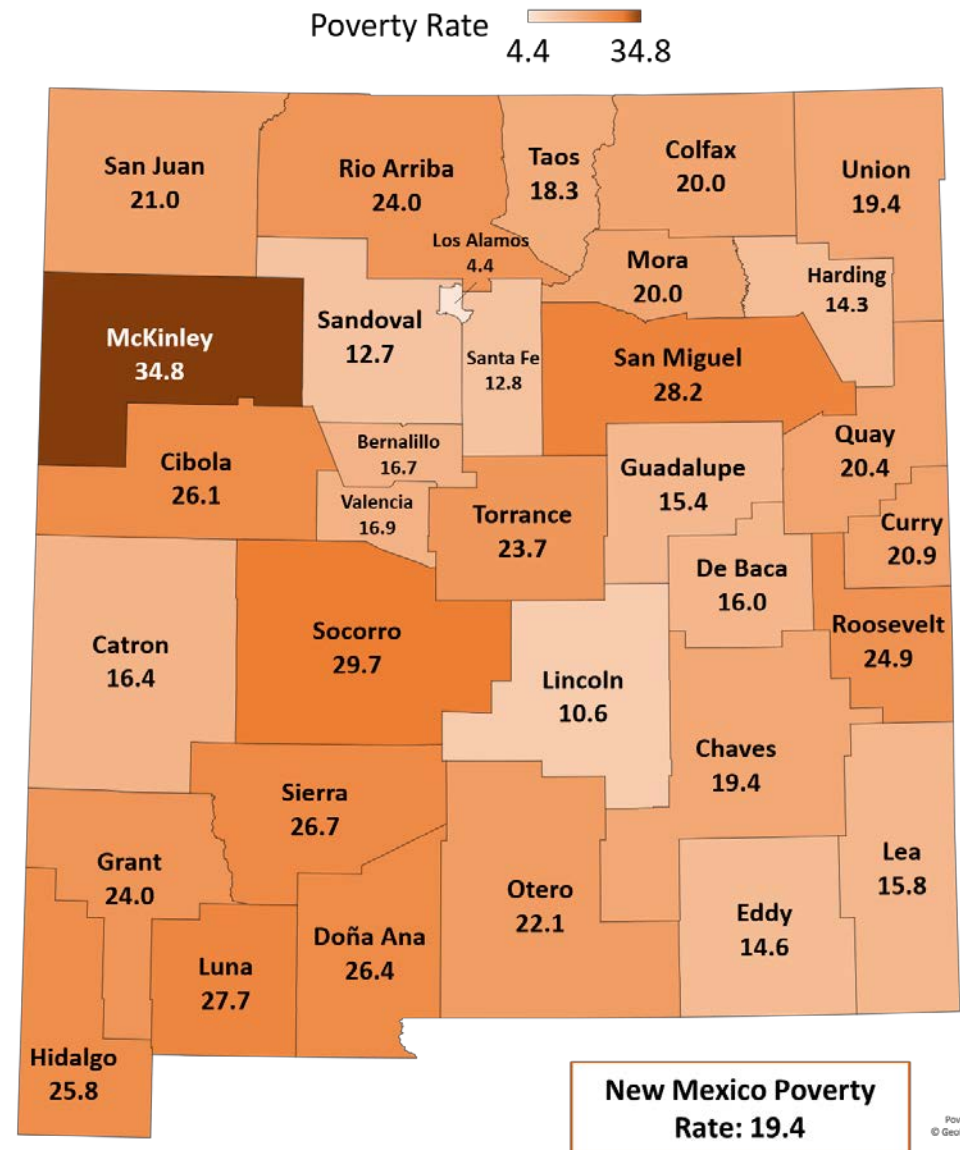 Poverty Rate
4.4 34.8
San Juan
21.0
Rio Arriba
24.0
Taos
18.3
Colfax
20.0
Union
19.4
Los Alamos
4.4
Mora
20.0
Harding
14.3
McKinley
34.8
Sandoval
12.7
Santa Fe
12.8
San Miguel
28.2
Bernalillo
16.7
Cibola
26.1
Valencia
16.9
Torrance
23.7
Guadalupe
15.4
Quay
20.4
Curry
20.9
De Baca
16.0
Roosevelt
24.9
Catron
16.4
Socorro
29.7
Lincoln
10.6
Chaves
19.4
Sierra
26.7
Grant
24.0
Otero
22.1
Lea
15.8
Eddy
14.6
Doña Ana
26.4
Luna
27.7
Hidalgo
25.8
New Mexico Poverty
Rate: 19.4
Pow
© Geo